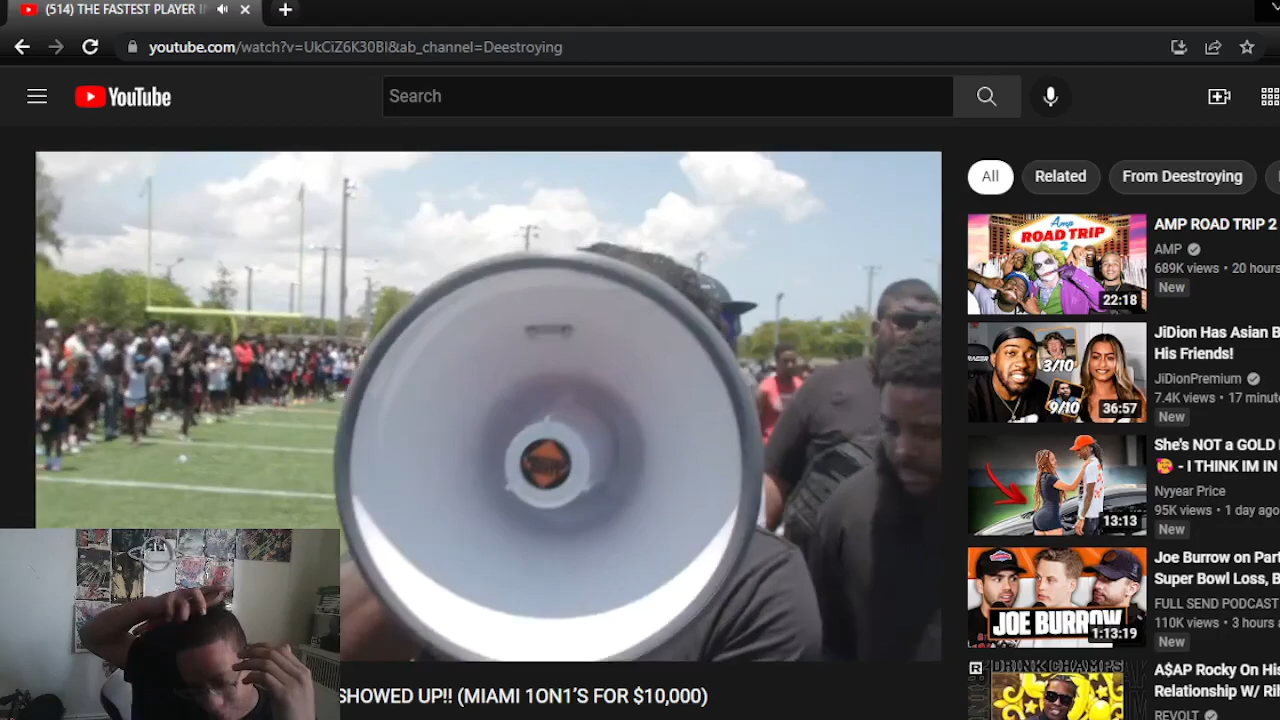 (514) THE FASTEST PLAYER I
youtube.com/watch?v=UkCiZ6K30BI&ab_channel=Deestroying
YouTube
Search
All
Related
From Deestroying
Amp
ROAD TRIP
2
22:18
AMP ROAD TRIP 2
AMP
689K views • 20 hours
New
3/10
9/10
36:57
JiDion Has Asian B
His Friends!
JiDionPremium
7.4K views • 17 minute
New
13:13
She's NOT a GOLD
🥰 - I THINK IM IN
Nyyear Price
95K views • 1 day ago
New
JOE BURROW
1:13:19
Joe Burrow on Part
Super Bowl Loss, B
FULL SEND PODCAST
110K views • 3 hours a
New
DRINK CHAMPS
A$AP Rocky On His
Relationship W/ Ri
REVOLT
SHOWED UP!! (MIAMI 1ON1'S FOR $10,000)